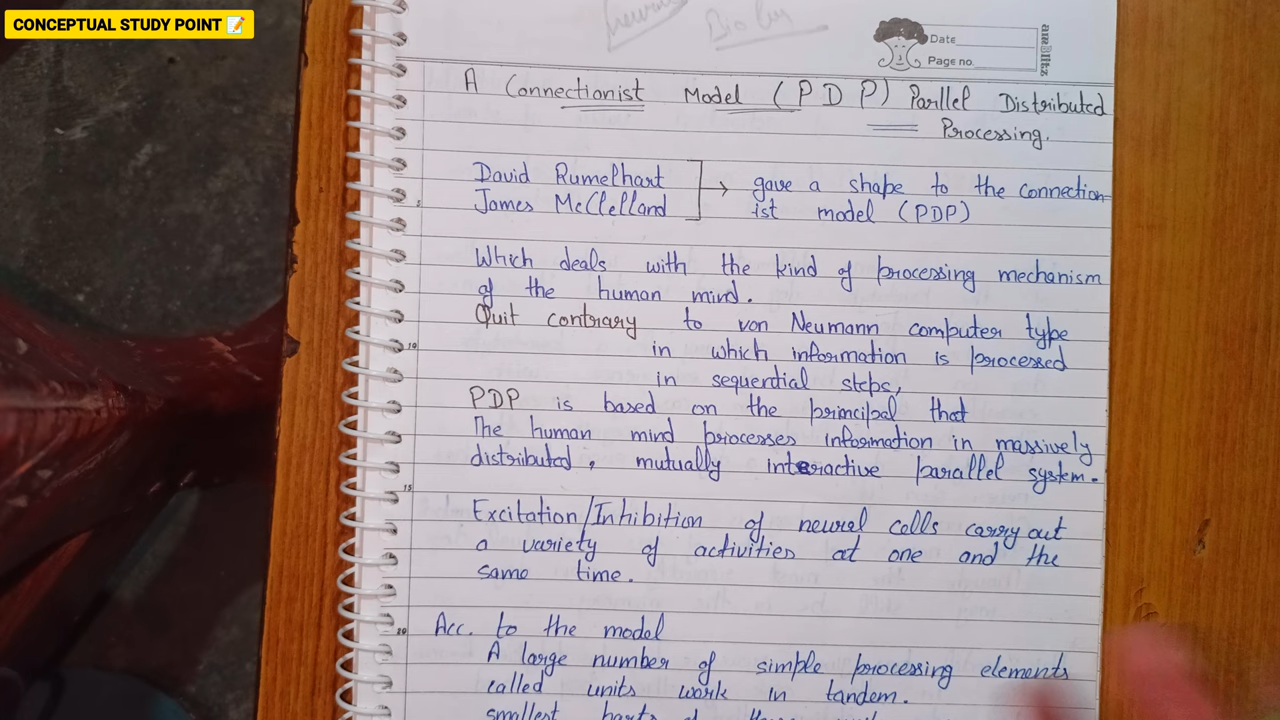 CONCEPTUAL STUDY POINT 📝
Date
Page no.
amBlitz
A Connectionist Model (PDP) Parllel Distributed
Processing.
David Rumelhart
James McClelland
→ gave a shape to the connection-
ist model (PDP)
Which deals with the kind of processing mechanism
of the human mind.
Quit contrary to von Neumann computer type
in which information is processed
in sequerdial steps,
PDP is based on the principal that
The human mind processes information in massively
distributed, mutually interactive parallel system.
15
Excitation/Inhibition of neural cells carry out
a variety of activities at one and the
same time.
20
Acc. to the model
A large number of simple processing elements
called units work in tandem.
smallest